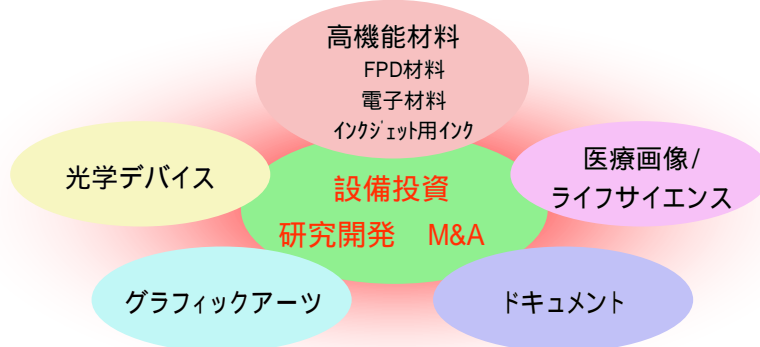 高機能材料
FPD材料
電子材料
インクジェット用インク
光学デバイス
医療画像/
ライフサイエンス
設備投資
研究開発　M&A
グラフィックアーツ
ドキュメント